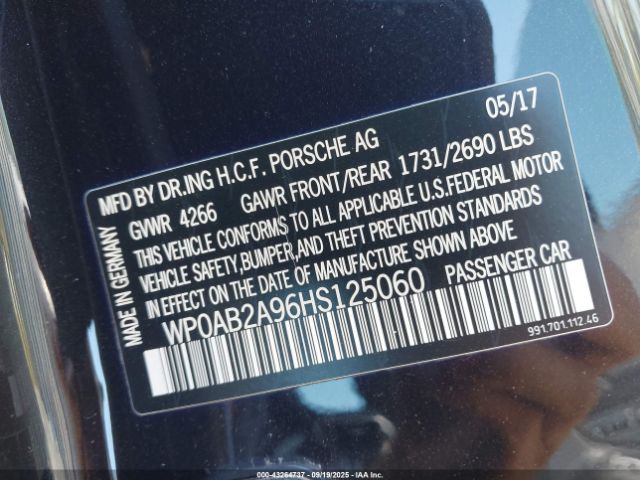 MFD BY DR.ING H.C.F. PORSCHE AG 05/17
GVWR 4266 GAWR FRONT/REAR 1731/2690 LBS
THIS VEHICLE CONFORMS TO ALL APPLICABLE U.S.FEDERAL MOTOR
VEHICLE SAFETY,BUMPER,AND THEFT PREVENTION STANDARDS
IN EFFECT ON THE DATE OF MANUFACTURE SHOWN ABOVE
WP0AB2A96HS125060 PASSENGER CAR
MADE IN GERMANY
991.701.112.46
000-43264737 - 09/19/2025 - IAA Inc.